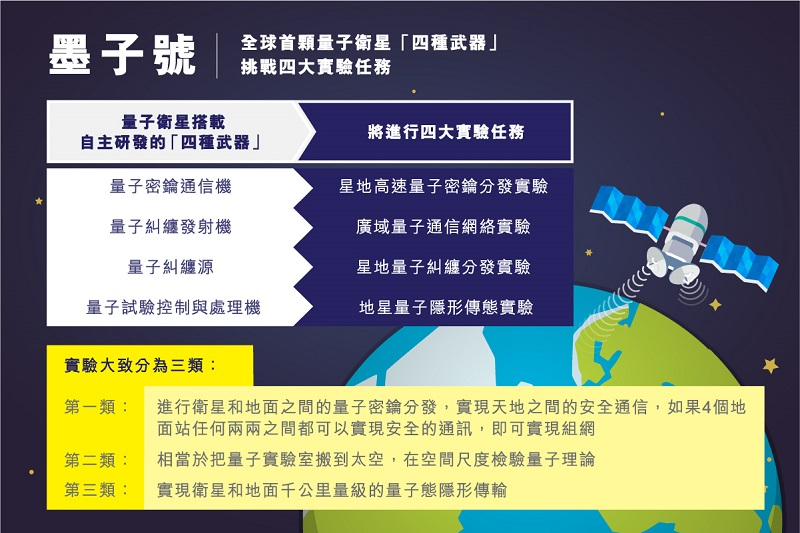 墨子號
全球首顆量子衛星「四種武器」
挑戰四大實驗任務
量子衛星搭載
自主研發的「四種武器」
將進行四大實驗任務
量子密鑰通信機
星地高速量子密鑰分發實驗
量子糾纏發射機
廣域量子通信網絡實驗
量子糾纏源
星地量子糾纏分發實驗
量子試驗控制與處理機
地星量子隱形傳態實驗
實驗大致分為三類：
第一類： 進行衛星和地面之間的量子密鑰分發，實現天地之間的安全通信，如果4個地
面站任何兩兩之間都可以實現安全的通訊，即可實現組網
第二類： 相當於把量子實驗室搬到太空，在空間尺度檢驗量子理論
第三類： 實現衛星和地面千公里量級的量子態隱形傳輸